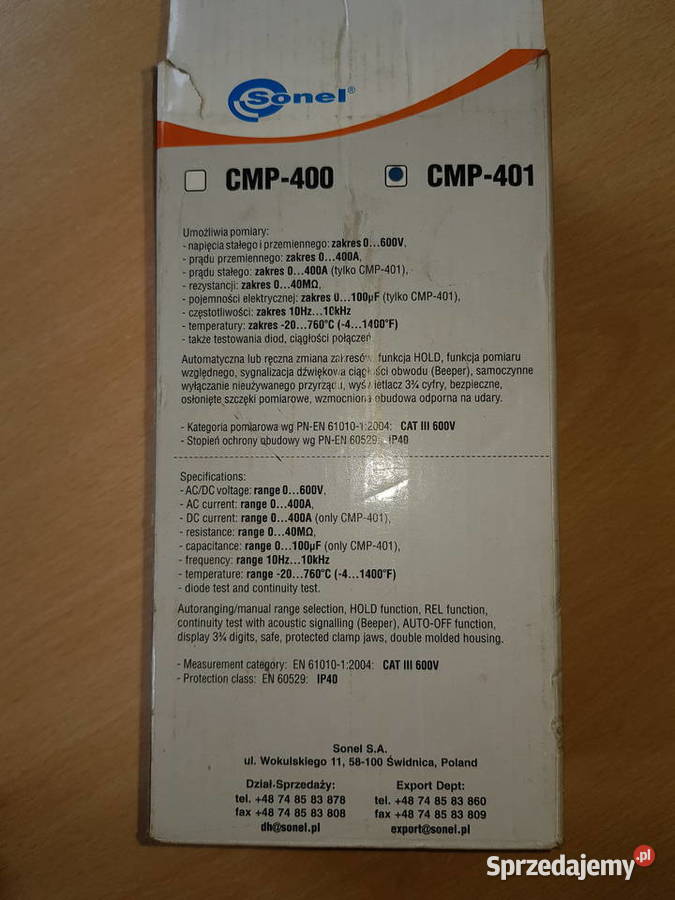 Sonel®
CMP-400
CMP-401
Umożliwia pomiary:
- napięcia stałego i przemiennego: zakres 0...600V,
- prądu przemiennego: zakres 0...400A,
- prądu stałego: zakres 0...400A (tylko CMP-401),
- rezystancji: zakres 0...40MΩ,
- pojemności elektrycznej: zakres 0...100µF (tylko CMP-401),
- częstotliwości: zakres 10Hz...10kHz
- temperatury: zakres -20...760°C (-4...1400°F)
- także testowania diod, ciągłości połączeń
Automatyczna lub ręczna zmiana zakresów, funkcja HOLD, funkcja pomiaru
względnego, sygnalizacja dźwiękowa ciągłości obwodu (Beeper), samoczynne
wyłączanie nieużywanego przyrządu, wyświetlacz 3¾ cyfry, bezpieczne,
osłonięte szczęki pomiarowe, wzmocniona obudowa odporna na udary.
- Kategoria pomiarowa wg PN-EN 61010-1:2004: CAT III 600V
- Stopień ochrony obudowy wg PN-EN 60529: IP40
Specifications:
- AC/DC voltage: range 0...600V,
- AC current: range 0...400A,
- DC current: range 0...400A (only CMP-401),
- resistance: range 0...40MΩ,
- capacitance: range 0...100µF (only CMP-401),
- frequency: range 10Hz...10kHz
- temperature: range -20...760°C (-4...1400°F)
- diode test and continuity test.
Autoranging/manual range selection, HOLD function, REL function,
continuity test with acoustic signalling (Beeper), AUTO-OFF function,
display 3¾ digits, safe, protected clamp jaws, double molded housing.
- Measurement category: EN 61010-1:2004: CAT III 600V
- Protection class: EN 60529: IP40
Sonel S.A.
ul. Wokulskiego 11, 58-100 Świdnica, Poland
Dział Sprzedaży:
tel. +48 74 85 83 878
fax +48 74 85 83 808
dh@sonel.pl
Export Dept:
tel. +48 74 85 83 860
fax +48 74 85 83 809
export@sonel.pl
Sprzedajemy.pl